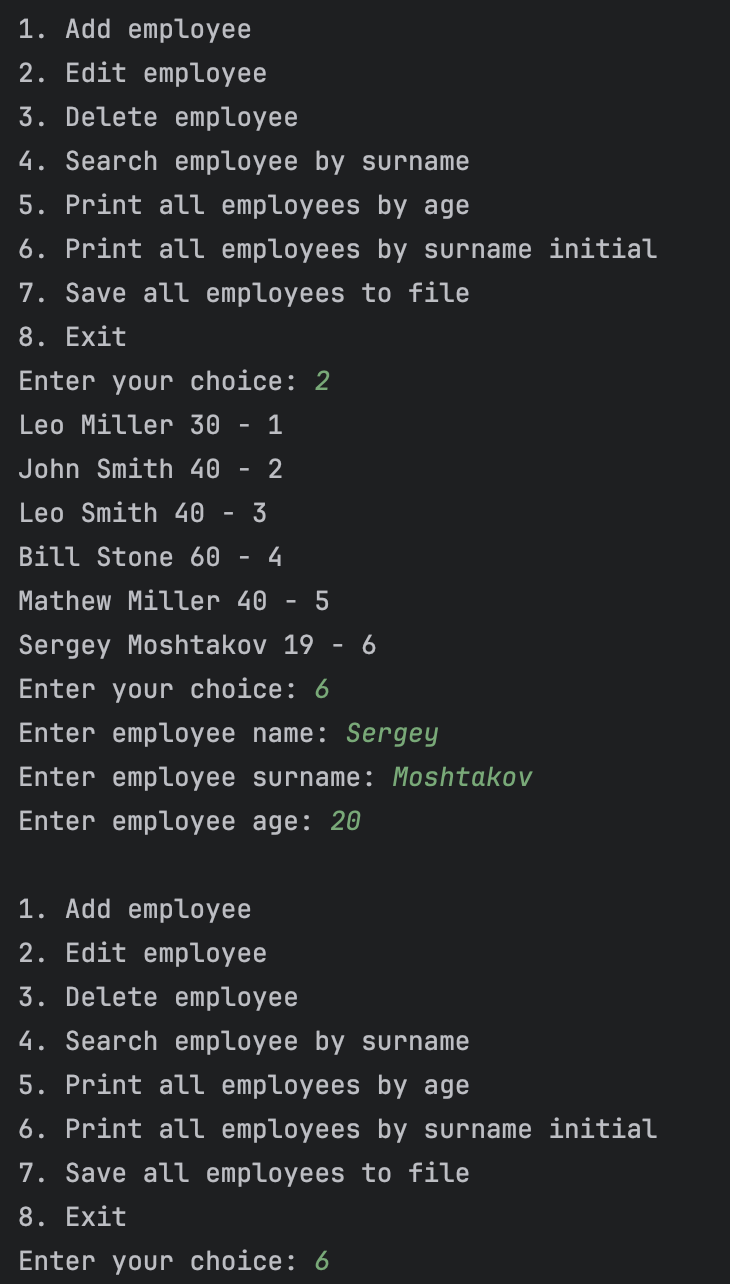 1. Add employee
2. Edit employee
3. Delete employee
4. Search employee by surname
5. Print all employees by age
6. Print all employees by surname initial
7. Save all employees to file
8. Exit
Enter your choice: 2
Leo Miller 30 - 1
John Smith 40 - 2
Leo Smith 40 - 3
Bill Stone 60 - 4
Mathew Miller 40 - 5
Sergey Moshtakov 19 - 6
Enter your choice: 6
Enter employee name: Sergey
Enter employee surname: Moshtakov
Enter employee age: 20
1. Add employee
2. Edit employee
3. Delete employee
4. Search employee by surname
5. Print all employees by age
6. Print all employees by surname initial
7. Save all employees to file
8. Exit
Enter your choice: 6